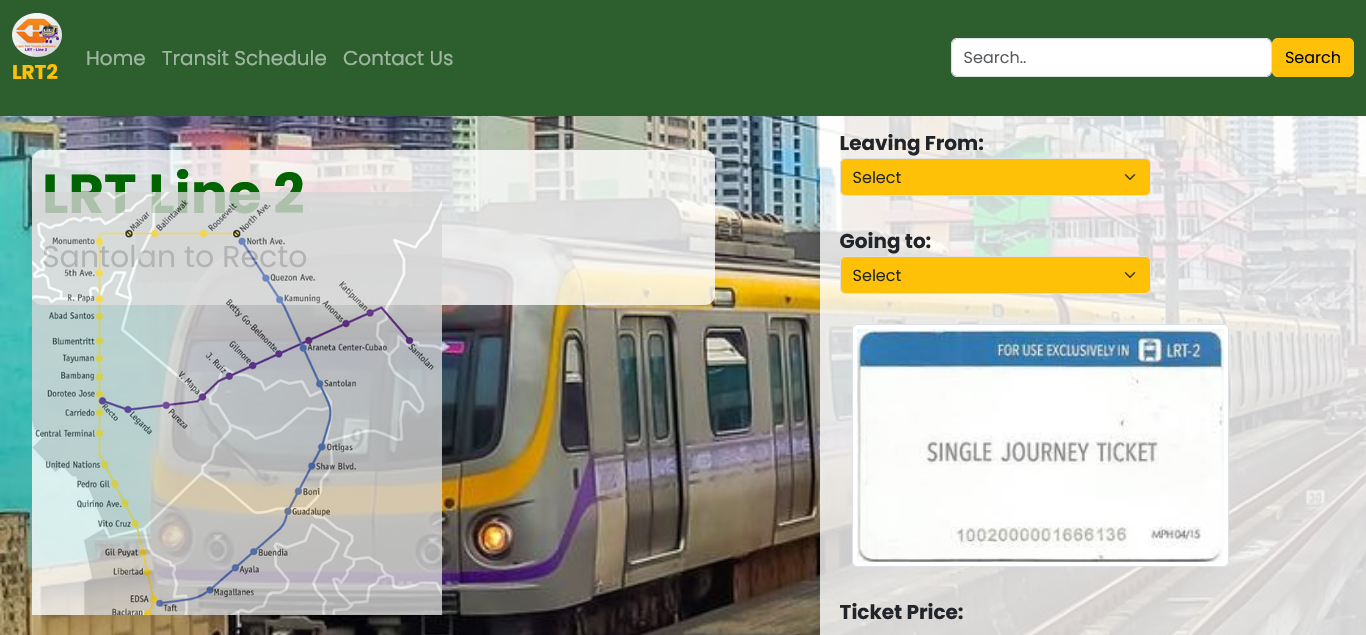 LRT2
Home Transit Schedule Contact Us
Search..
Search
LRT Line 2
Santolan to Recto
Malvar
Balintawak
Roosevelt
North Ave.
Monumento
5th Ave.
R. Papa
Abad Santos
Blumentritt
Tayuman
Bambang
Doroteo Jose
Carriedo
Central Terminal
United Nations
Pedro Gil
Quirino Ave.
Vito Cruz
Gil Puyat
Libertad
EDSA
Baclaran
North Ave.
Quezon Ave.
Kamuning
Araneta Center-Cubao
Santolan
Ortigas
Shaw Blvd.
Boni
Guadalupe
Buendia
Ayala
Magallanes
Taft
Recto
Legarda
Pureza
V. Mapa
J. Ruiz
Gilmore
Betty Go-Belmonte
Anonas
Katipunan
Santolan
Leaving From:
Select
Going to:
Select
FOR USE EXCLUSIVELY IN LRT-2
SINGLE JOURNEY TICKET
1002000001666136 MPH 04/15
Ticket Price: